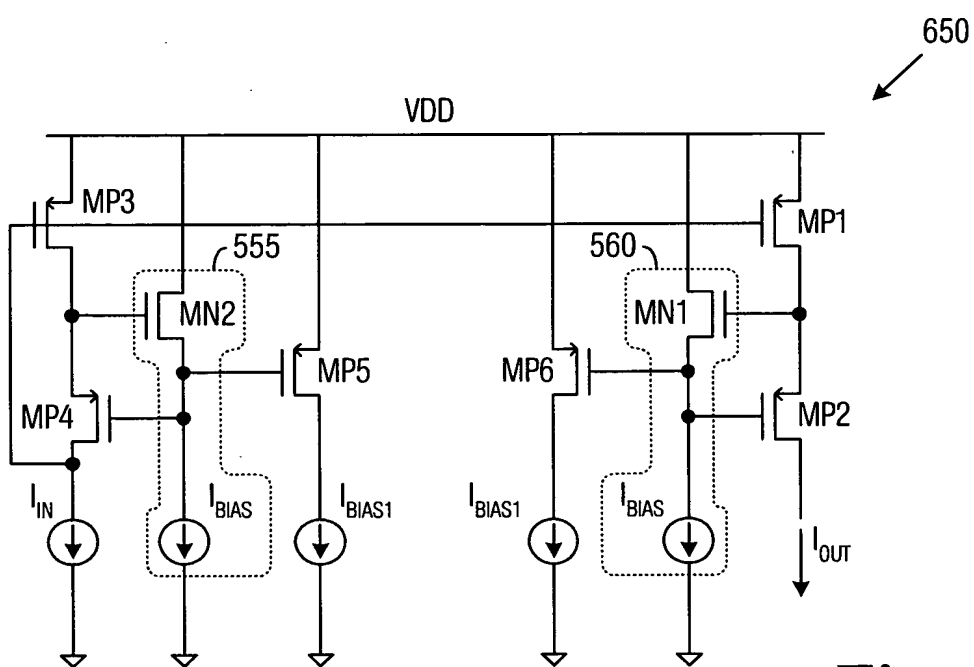 650
VDD
MP3
MP1
555
560
MN2
MN1
MP5
MP6
MP4
MP2
I_IN
I_BIAS
I_BIAS1
I_BIAS1
I_BIAS
I_OUT